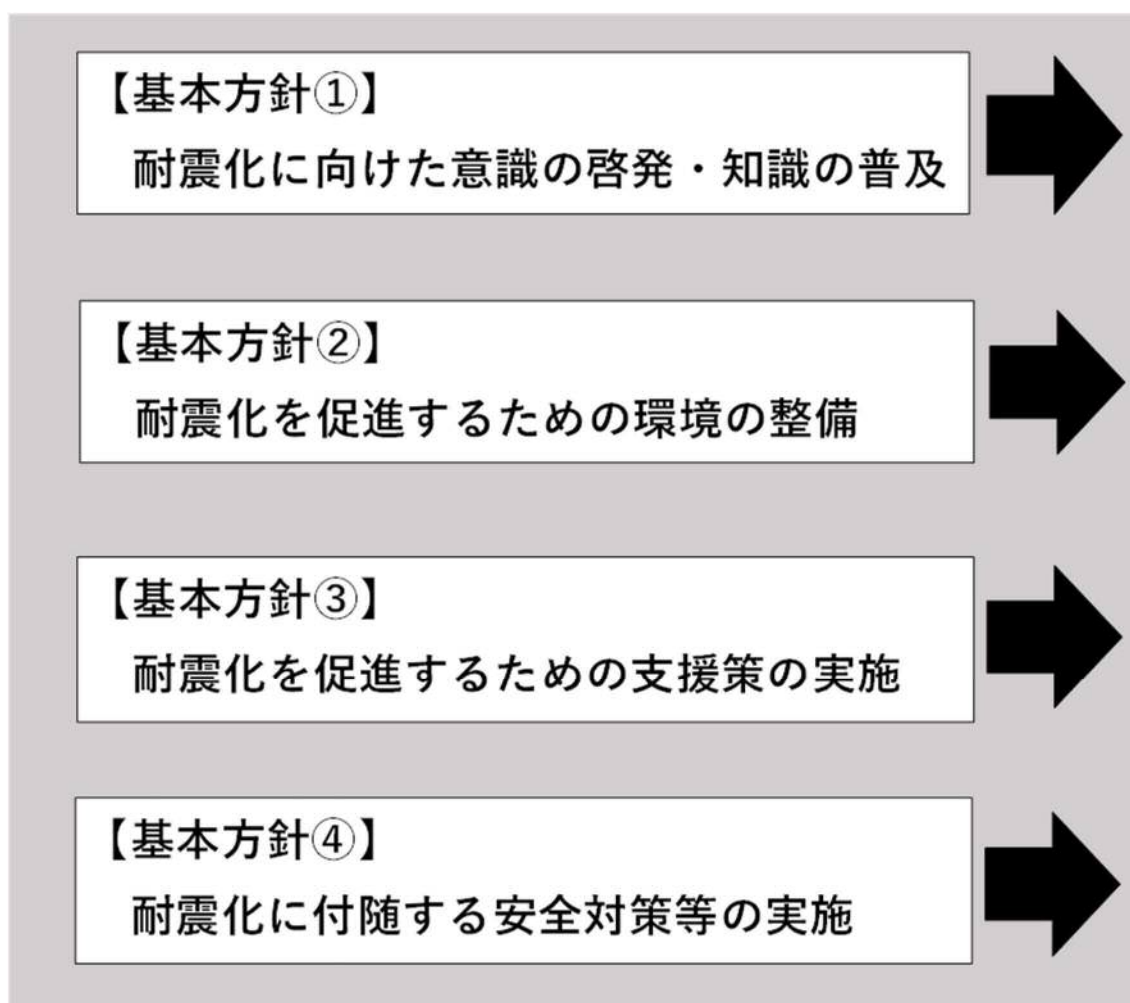 【基本方針①】
耐震化に向けた意識の啓発・知識の普及
【基本方針②】
耐震化を促進するための環境の整備
【基本方針③】
耐震化を促進するための支援策の実施
【基本方針④】
耐震化に付随する安全対策等の実施